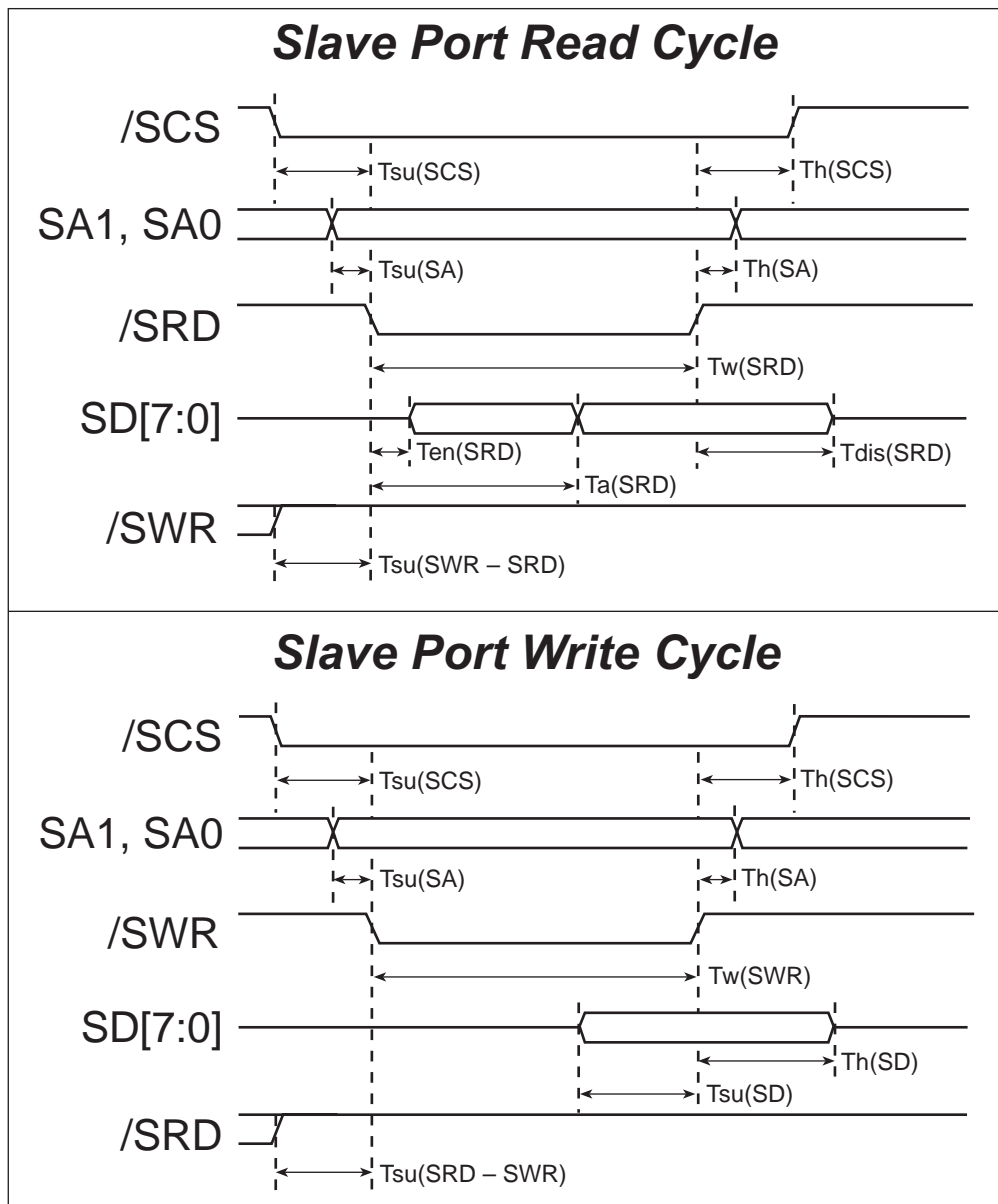 Slave Port Read Cycle
/SCS
Tsu(SCS)
Th(SCS)
SA1, SA0
Tsu(SA)
Th(SA)
/SRD
Tw(SRD)
SD[7:0]
Ten(SRD)
Tdis(SRD)
Ta(SRD)
/SWR
Tsu(SWR – SRD)
Slave Port Write Cycle
/SCS
Tsu(SCS)
Th(SCS)
SA1, SA0
Tsu(SA)
Th(SA)
/SWR
Tw(SWR)
SD[7:0]
Th(SD)
Tsu(SD)
/SRD
Tsu(SRD – SWR)